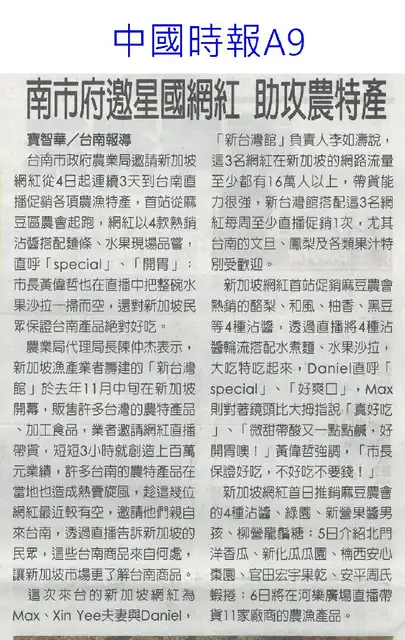 中國時報A9
南市府邀星國網紅 助攻農特產
寶智華／台南報導
台南市政府農業局邀請新加坡
網紅從4日起連續3天到台南直
播促銷各項農漁特產，首站從麻
豆區農會起跑，網紅以4款熱銷
沾醬搭配麵條、水果現場品嘗，
直呼「special」、「開胃」；
市長黃偉哲也在直播中把整碗水
果沙拉一掃而空，還對新加坡民
眾保證台南產品絕對好吃。
農業局代理局長陳仲杰表示，
新加坡漁產業者籌建的「新台灣
館」於去年11月中旬在新加坡
開幕，販售許多台灣的農特產品
、加工食品，業者邀請網紅直播
帶貨，短短3小時就創造上百萬
元業績，許多台南的農特產品在
當地也造成熱賣旋風，趁這幾位
網紅最近較有空，邀請他們親自
來台南，透過直播告訴新加坡的
民眾，這些台南商品來自何處，
讓新加坡市場更了解台南商品。
這次來台的新加坡網紅為
Max、Xin Yee夫妻與Daniel，
「新台灣館」負責人李如濤說，
這3名網紅在新加坡的網路流量
至少都有16萬人以上，帶貨能
力很強，新台灣館搭配這3名網
紅每周至少直播促銷1次，尤其
台南的文旦、鳳梨及各類果汁特
別受歡迎。
新加坡網紅首站促銷麻豆農會
熱銷的酪梨、和風、柚香、黑豆
等4種沾醬，透過直播將4種沾
醬輪流搭配水煮麵、水果沙拉，
大吃特吃起來，Daniel直呼「
special」、「好爽口」，Max
則對著鏡頭比大拇指說「真好吃
」、「微甜帶酸又一點點鹹，好
開胃噢！」黃偉哲強調，「市長
保證好吃，不好吃不要錢！」
新加坡網紅首日推銷麻豆農會
的4種沾醬、綠園、新營果醬男
孩、柳營龍鬚糖；5日介紹北門
洋香瓜、新化瓜瓜園、楠西安心
棗園、官田宏宇果乾、安平周氏
蝦捲；6日將在河樂廣場直播帶
貨11家廠商的農漁產品。